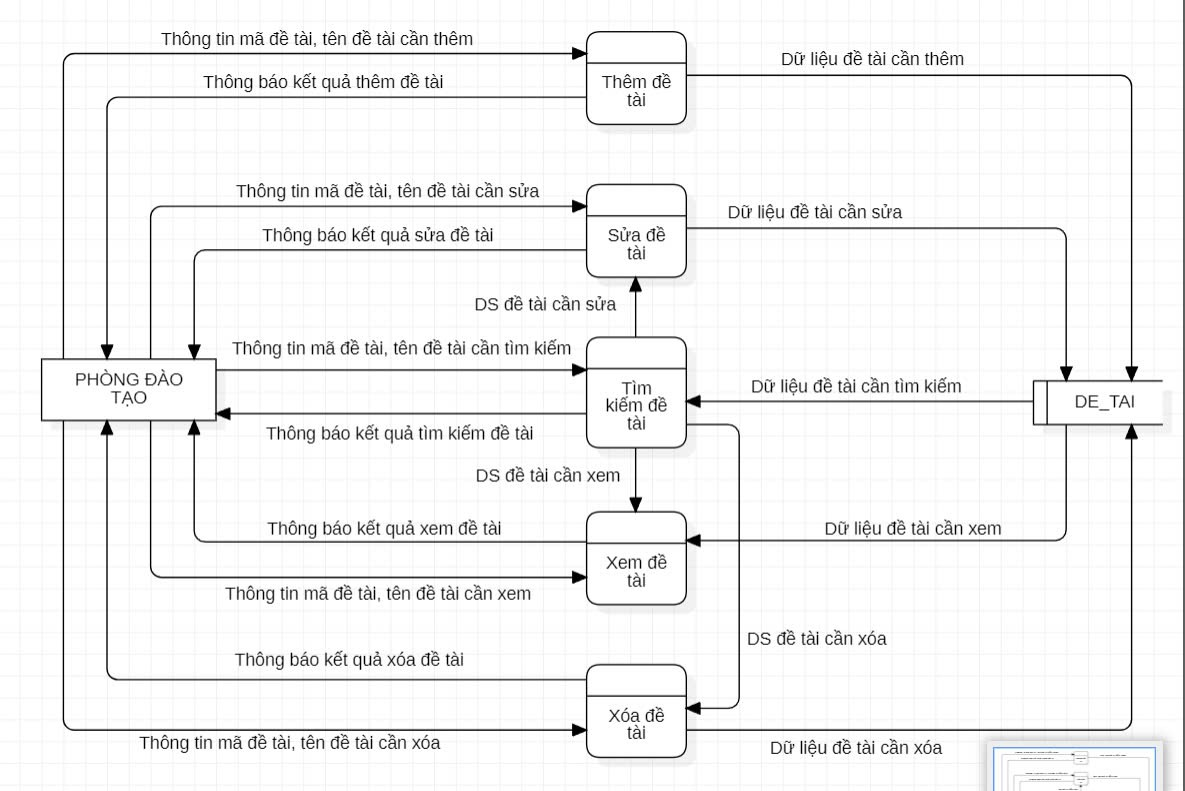 Thông tin mã đề tài, tên đề tài cần thêm
Dữ liệu đề tài cần thêm
Thông báo kết quả thêm đề tài
Thêm đề
tài
Thông tin mã đề tài, tên đề tài cần sửa
Dữ liệu đề tài cần sửa
Thông báo kết quả sửa đề tài
Sửa đề
tài
DS đề tài cần sửa
Thông tin mã đề tài, tên đề tài cần tìm kiếm
PHÒNG ĐÀO
TẠO
Tìm
kiếm đề
tài
Dữ liệu đề tài cần tìm kiếm
DE_TAI
Thông báo kết quả tìm kiếm đề tài
DS đề tài cần xem
Thông báo kết quả xem đề tài
Dữ liệu đề tài cần xem
Xem đề
tài
Thông tin mã đề tài, tên đề tài cần xem
DS đề tài cần xóa
Thông báo kết quả xóa đề tài
Xóa đề
tài
Thông tin mã đề tài, tên đề tài cần xóa
Dữ liệu đề tài cần xóa